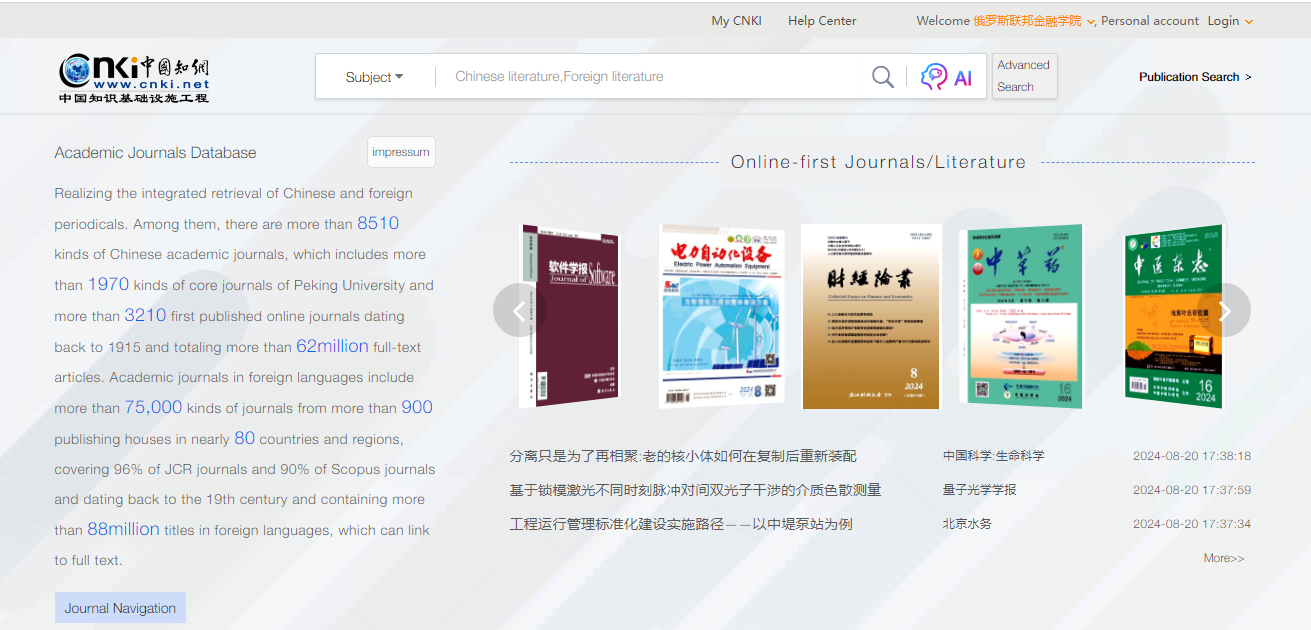 My CNKI Help Center Welcome 俄罗斯联邦金融学院 , Personal account Login
Cnki中國知網
www.cnki.net
中国知识基础设施工程
Subject Chinese literature,Foreign literature AI
Advanced
Search
Publication Search >
Academic Journals Database impressum
Realizing the integrated retrieval of Chinese and foreign
periodicals. Among them, there are more than 8510
kinds of Chinese academic journals, which includes more
than 1970 kinds of core journals of Peking University and
more than 3210 first published online journals dating
back to 1915 and totaling more than 62million full-text
articles. Academic journals in foreign languages include
more than 75,000 kinds of journals from more than 900
publishing houses in nearly 80 countries and regions,
covering 96% of JCR journals and 90% of Scopus journals
and dating back to the 19th century and containing more
than 88million titles in foreign languages, which can link
to full text.
Journal Navigation
Online-first Journals/Literature
软件学报
Journal of Software
电力自动化设备
Electric Power Automation Equipment
2024 8
财经论丛
Collected Essays on Finance and Economics
8
2024
中草药
16
2024
中医杂志
JOURNAL OF TRADITIONAL CHINESE MEDICINE
16
2024
分离只是为了再相聚:老的核小体如何在复制后重新装配 中国科学:生命科学 2024-08-20 17:38:18
基于锁模激光不同时刻脉冲对间双光子干涉的介质色散测量 量子光学学报 2024-08-20 17:37:59
工程运行管理标准化建设实施路径——以中堤泵站为例 北京水务 2024-08-20 17:37:34
More>>